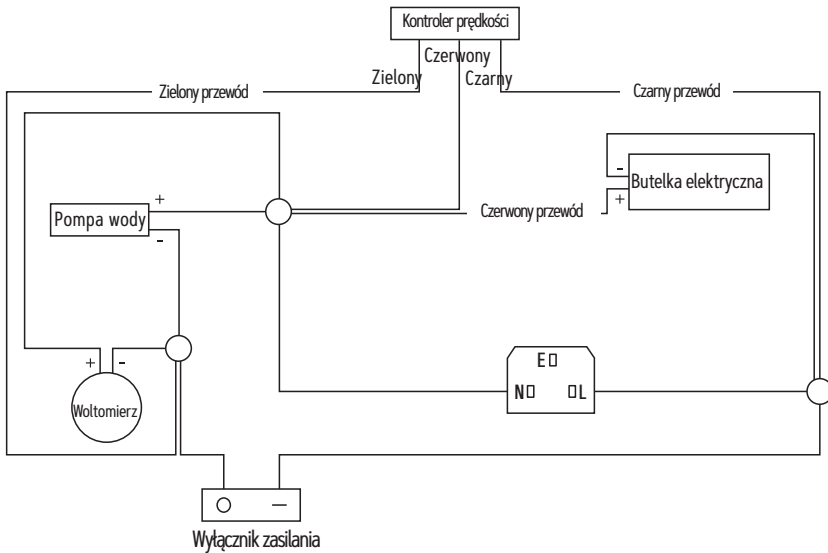 Kontroler prędkości
Czerwony
Zielony
Czarny
Zielony przewód
Czarny przewód
-
Butelka elektryczna
+
+
Czerwony przewód
Pompa wody
-
E
+
-
N
L
Woltomierz
Wyłącznik zasilania